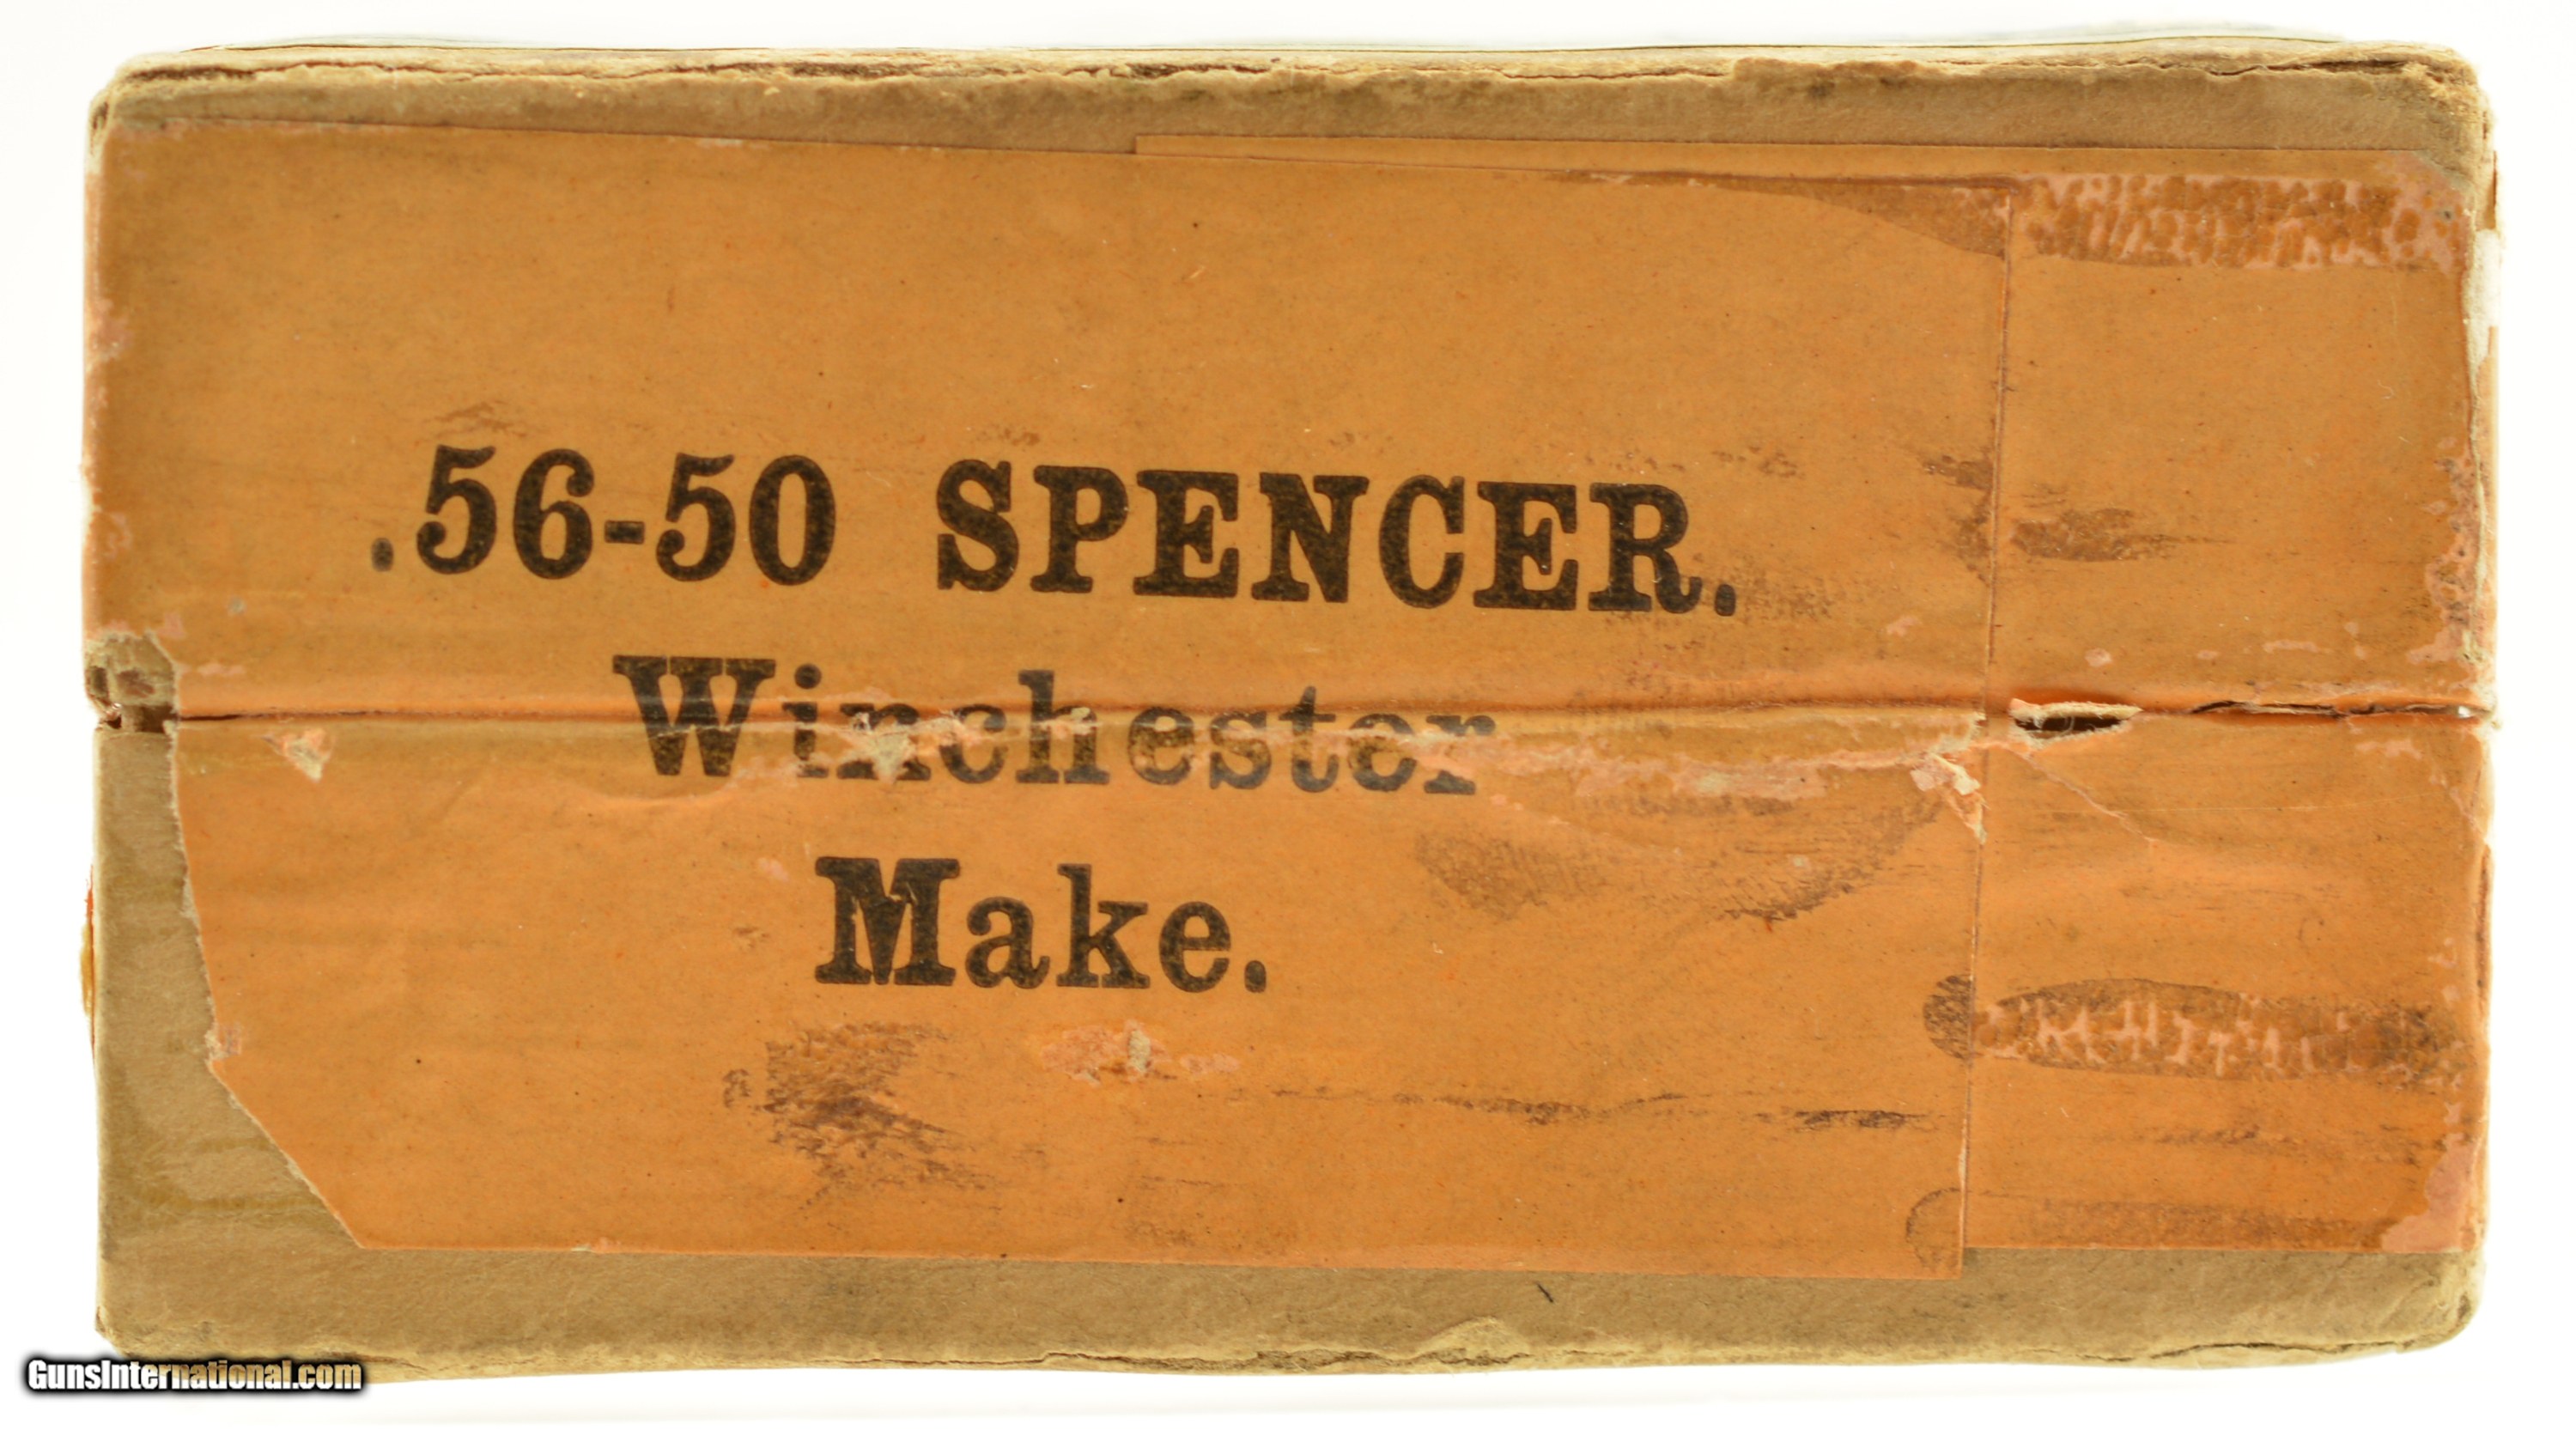 .56-50 SPENCER.
Winchester
Make.
GunsInternational.com